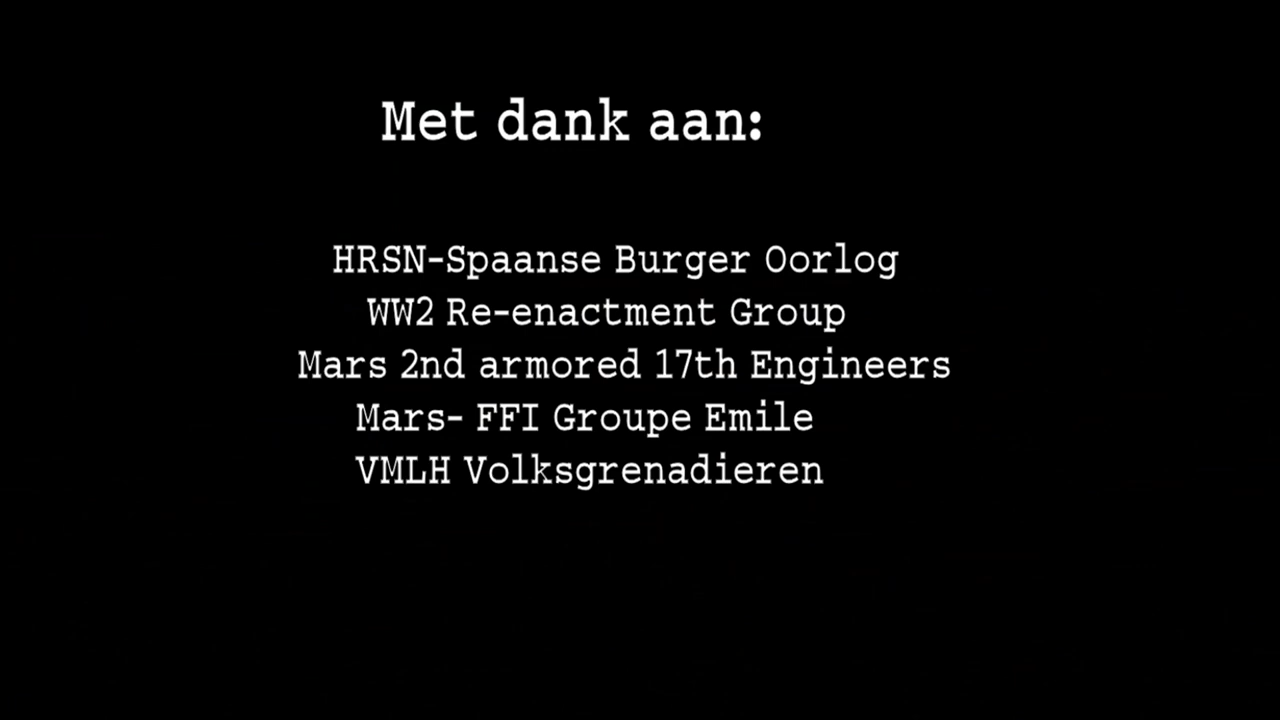 Met dank aan:
HRSN-Spaanse Burger Oorlog
WW2 Re-enactment Group
Mars 2nd armored 17th Engineers
Mars- FFI Groupe Emile
VMLH Volksgrenadieren